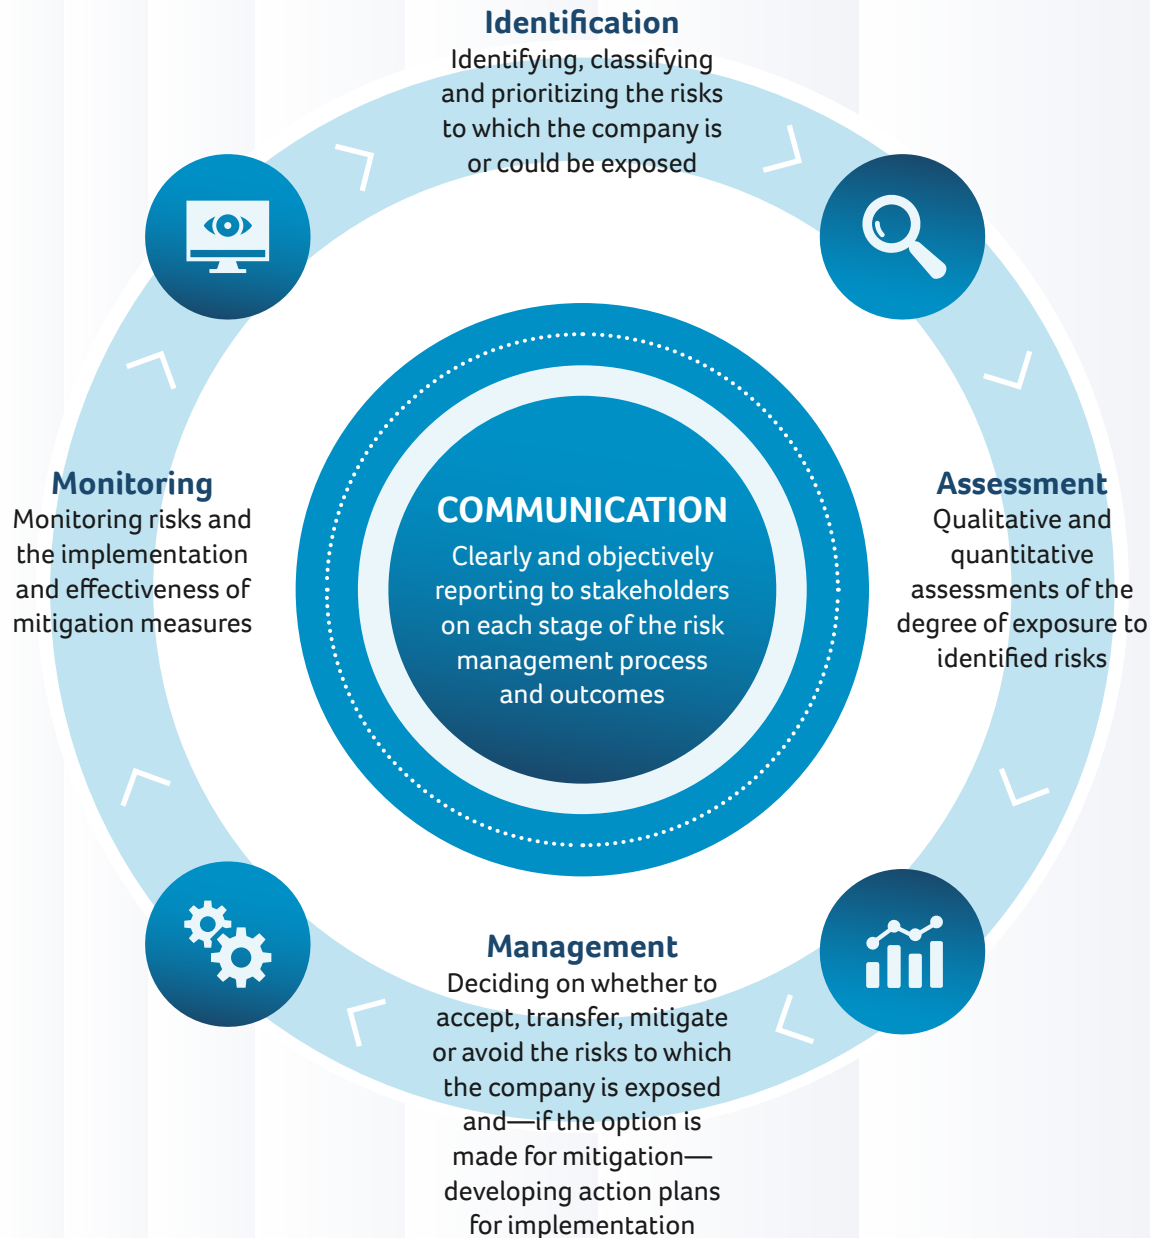 Identification
Identifying, classifying
and prioritizing the risks
to which the company is
or could be exposed
Monitoring
Monitoring risks and
the implementation
and effectiveness of
mitigation measures
COMMUNICATION
Clearly and objectively
reporting to stakeholders
on each stage of the risk
management process
and outcomes
Assessment
Qualitative and
quantitative
assessments of the
degree of exposure to
identified risks
Management
Deciding on whether to
accept, transfer, mitigate
or avoid the risks to which
the company is exposed
and—if the option is
made for mitigation—
developing action plans
for implementation